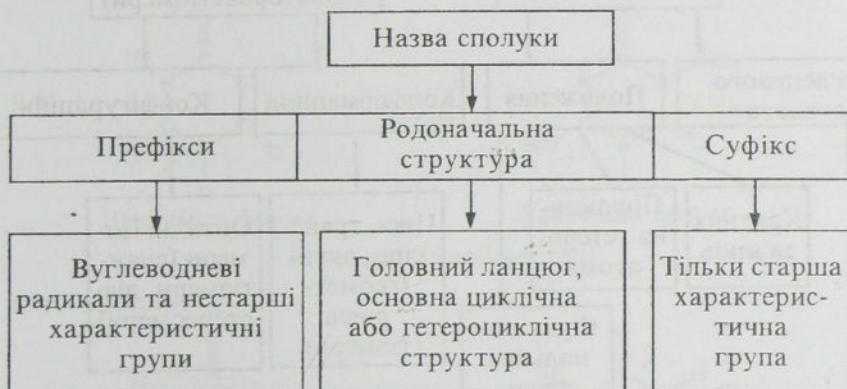 Назва сполуки
Префікси
Родоначальна
структура
Суфікс
Вуглеводневі
радикали та нестарші
характеристичні
групи
Головний ланцюг,
основна циклічна
або гетероциклічна
структура
Тільки старша
характерис-
тична
група